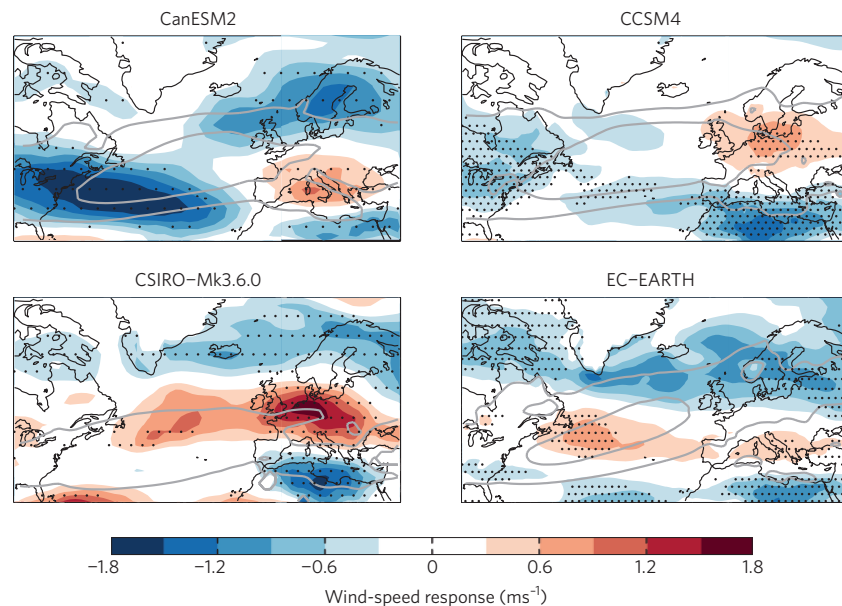 CanESM2
CCSM4
CSIRO–Mk3.6.0
EC–EARTH
−1.8 −1.2 −0.6 0 0.6 1.2 1.8
Wind-speed response (ms⁻¹)